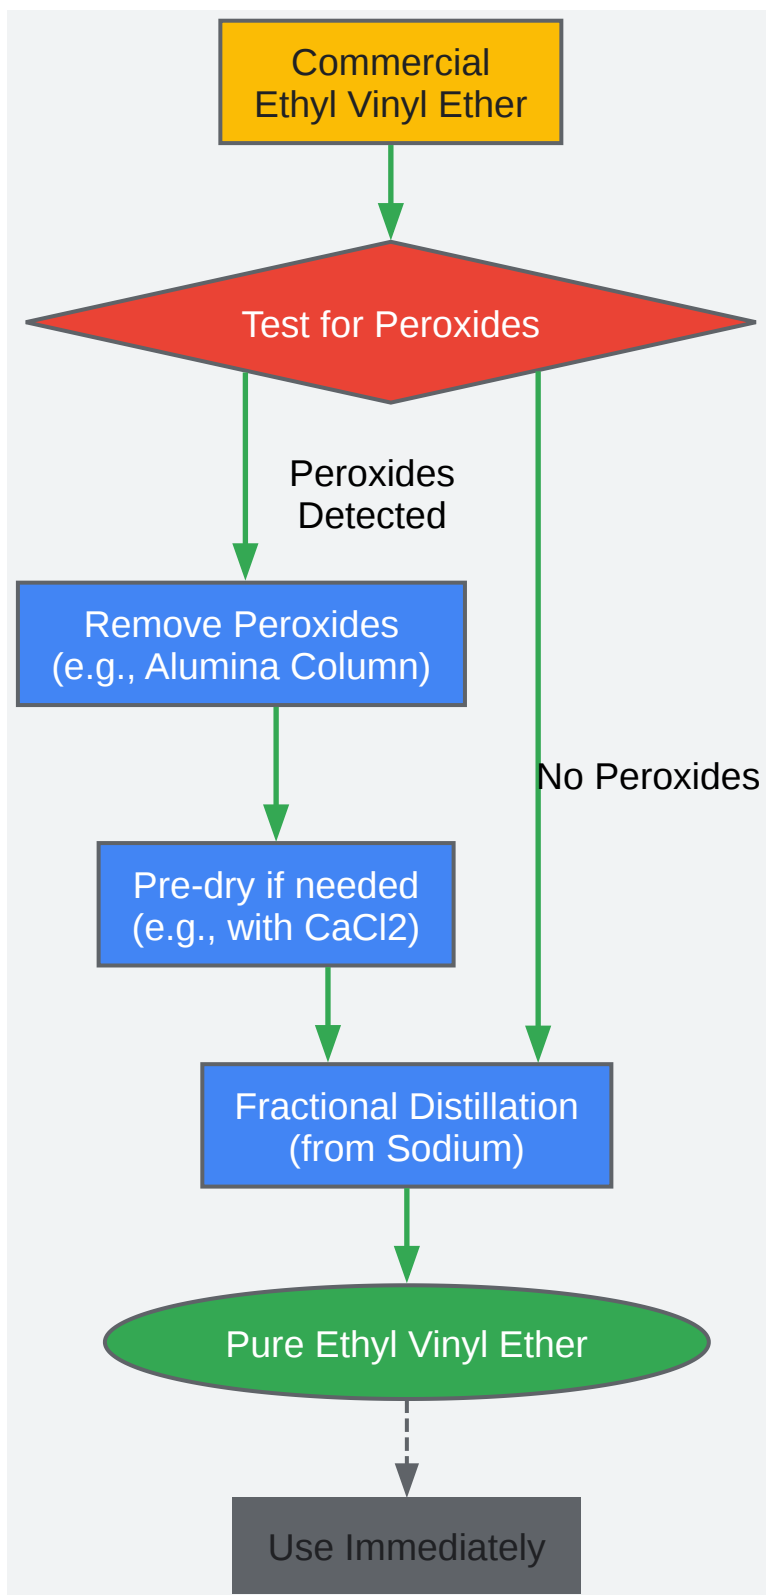 Commercial
Ethyl Vinyl Ether
Test for Peroxides
Peroxides
Detected
Remove Peroxides
(e.g., Alumina Column)
No Peroxides
Pre-dry if needed
(e.g., with CaCl2)
Fractional Distillation
(from Sodium)
Pure Ethyl Vinyl Ether
Use Immediately